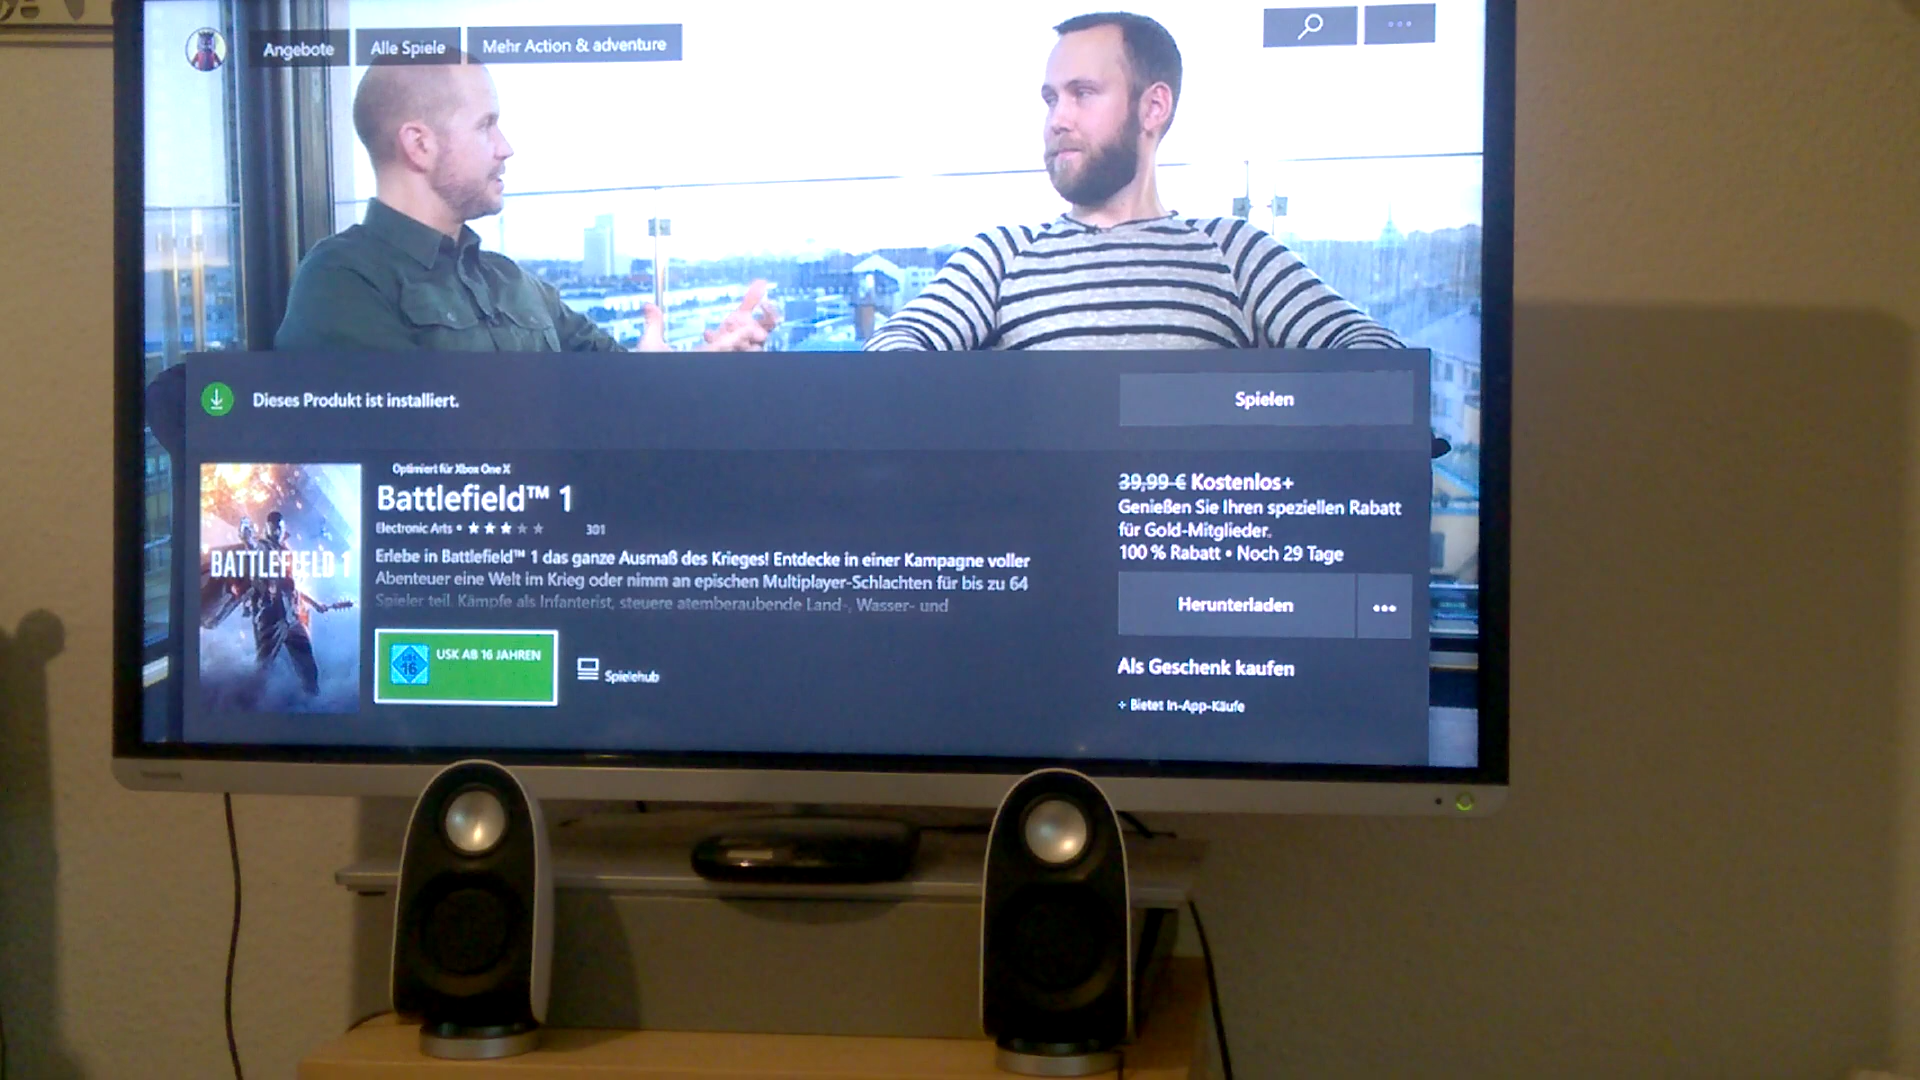 Angebote
Alle Spiele
Mehr Action & adventure
Dieses Produkt ist installiert.
Spielen
Optimiert für Xbox One X
Battlefield™ 1
Electronic Arts • ★★★☆☆ 301
Erlebe in Battlefield™ 1 das ganze Ausmaß des Krieges! Entdecke in einer Kampagne voller
Abenteuer eine Welt im Krieg oder nimm an epischen Multiplayer-Schlachten für bis zu 64
Spieler teil. Kämpfe als Infanterist, steuere atemberaubende Land-, Wasser- und
BATTLEFIELD 1
USK
16
USK AB 16 JAHREN
Spielehub
39,99 € Kostenlos+
Genießen Sie Ihren speziellen Rabatt
für Gold-Mitglieder.
100 % Rabatt • Noch 29 Tage
Herunterladen
Als Geschenk kaufen
+ Bietet In-App-Käufe
TOSHIBA